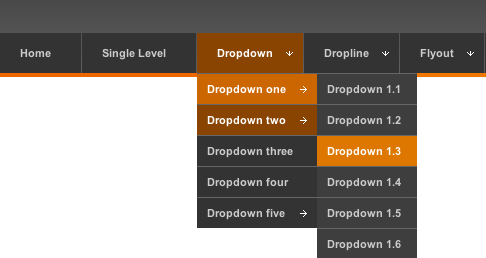 Home
Single Level
Dropdown
Dropline
Flyout
Dropdown one
Dropdown two
Dropdown three
Dropdown four
Dropdown five
Dropdown 1.1
Dropdown 1.2
Dropdown 1.3
Dropdown 1.4
Dropdown 1.5
Dropdown 1.6